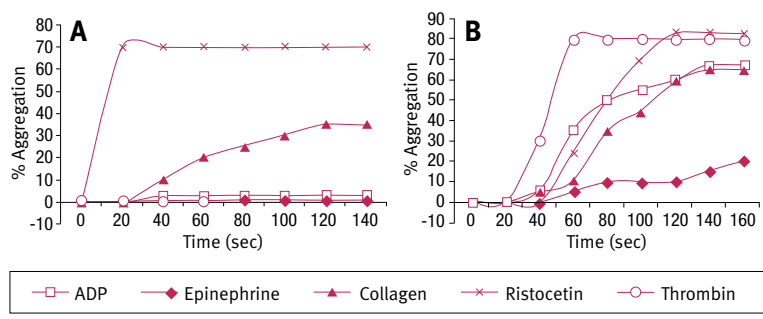 A
80
70
60
50
40
30
20
10
0
-10
% Aggregation
0 20 40 60 80 100 120 140
Time (sec)
B
90
80
70
60
50
40
30
20
10
0
-10
% Aggregation
0 20 40 60 80 100 120 140 160
Time (sec)
ADP Epinephrine Collagen Ristocetin Thrombin